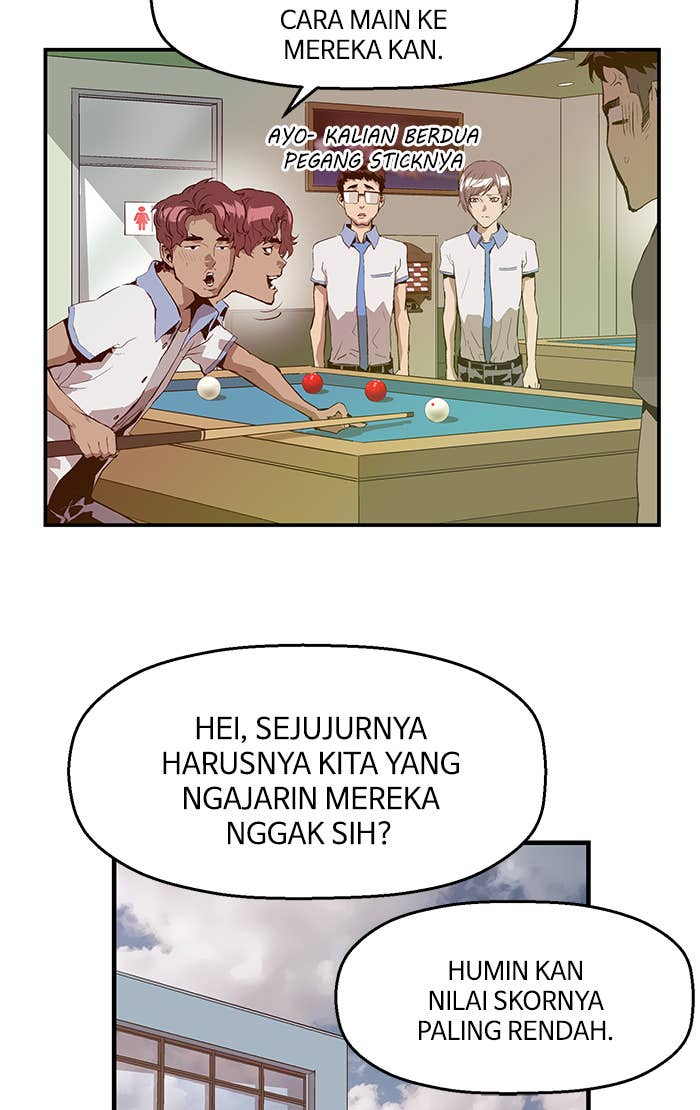 CARA MAIN KE
MEREKA KAN.
AYO- KALIAN BERDUA
PEGANG STICKNYA
HEI, SEJUJURNYA
HARUSNYA KITA YANG
NGAJARIN MEREKA
NGGAK SIH?
HUMIN KAN
NILAI SKORNYA
PALING RENDAH.